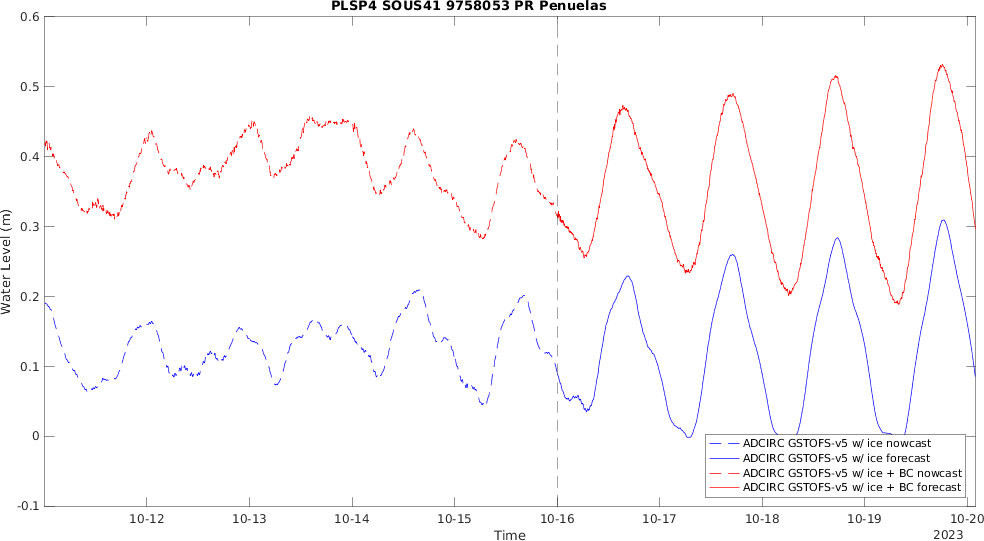 PLSP4 SOUS41 9758053 PR Penuelas
0.6
0.5
0.4
0.3
0.2
0.1
0
-0.1
Water Level (m)
ADCIRC GSTOFS-v5 w/ ice nowcast
ADCIRC GSTOFS-v5 w/ ice forecast
ADCIRC GSTOFS-v5 w/ ice + BC nowcast
ADCIRC GSTOFS-v5 w/ ice + BC forecast
10-12 10-13 10-14 10-15 10-16 10-17 10-18 10-19 10-20
2023
Time